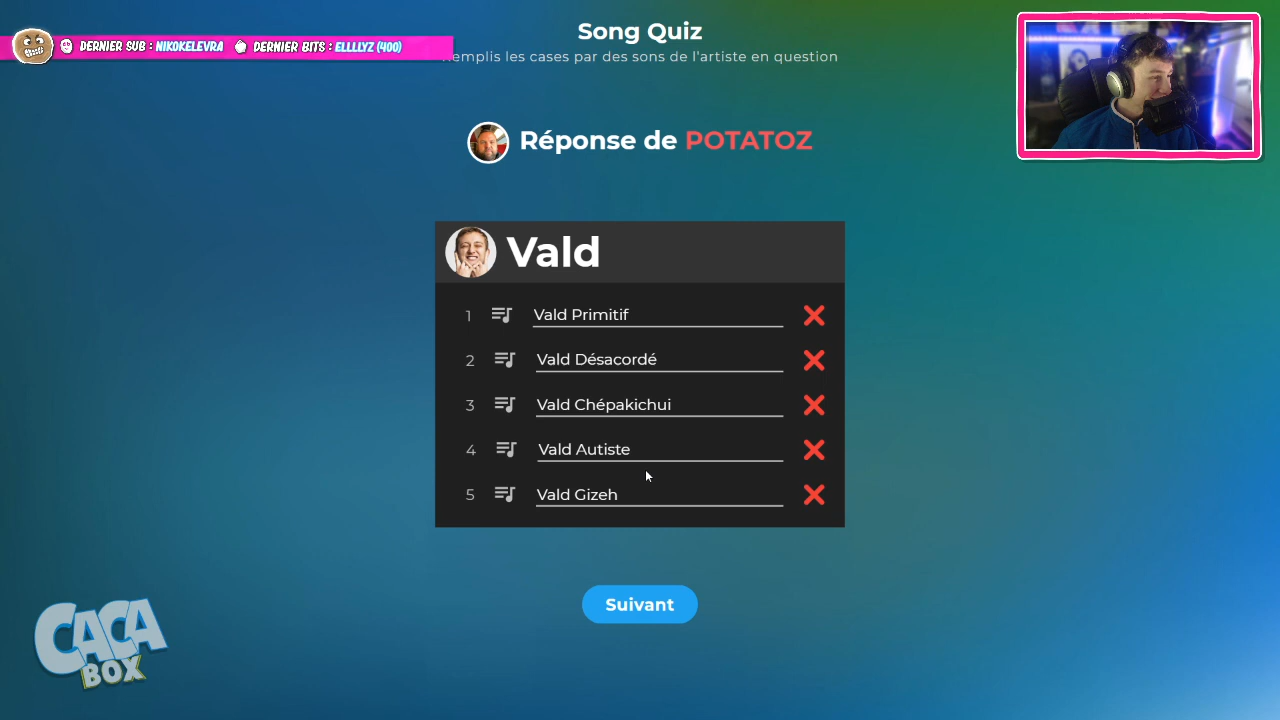 Song Quiz
DERNIER SUB : NIKOKELEVRA DERNIER BITS : ELLLLYZ (400)
emplis les cases par des sons de l'artiste en question
Réponse de POTATOZ
Vald
1 Vald Primitif
2 Vald Désacordé
3 Vald Chépakichui
4 Vald Autiste
5 Vald Gizeh
Suivant
CACA
BOX